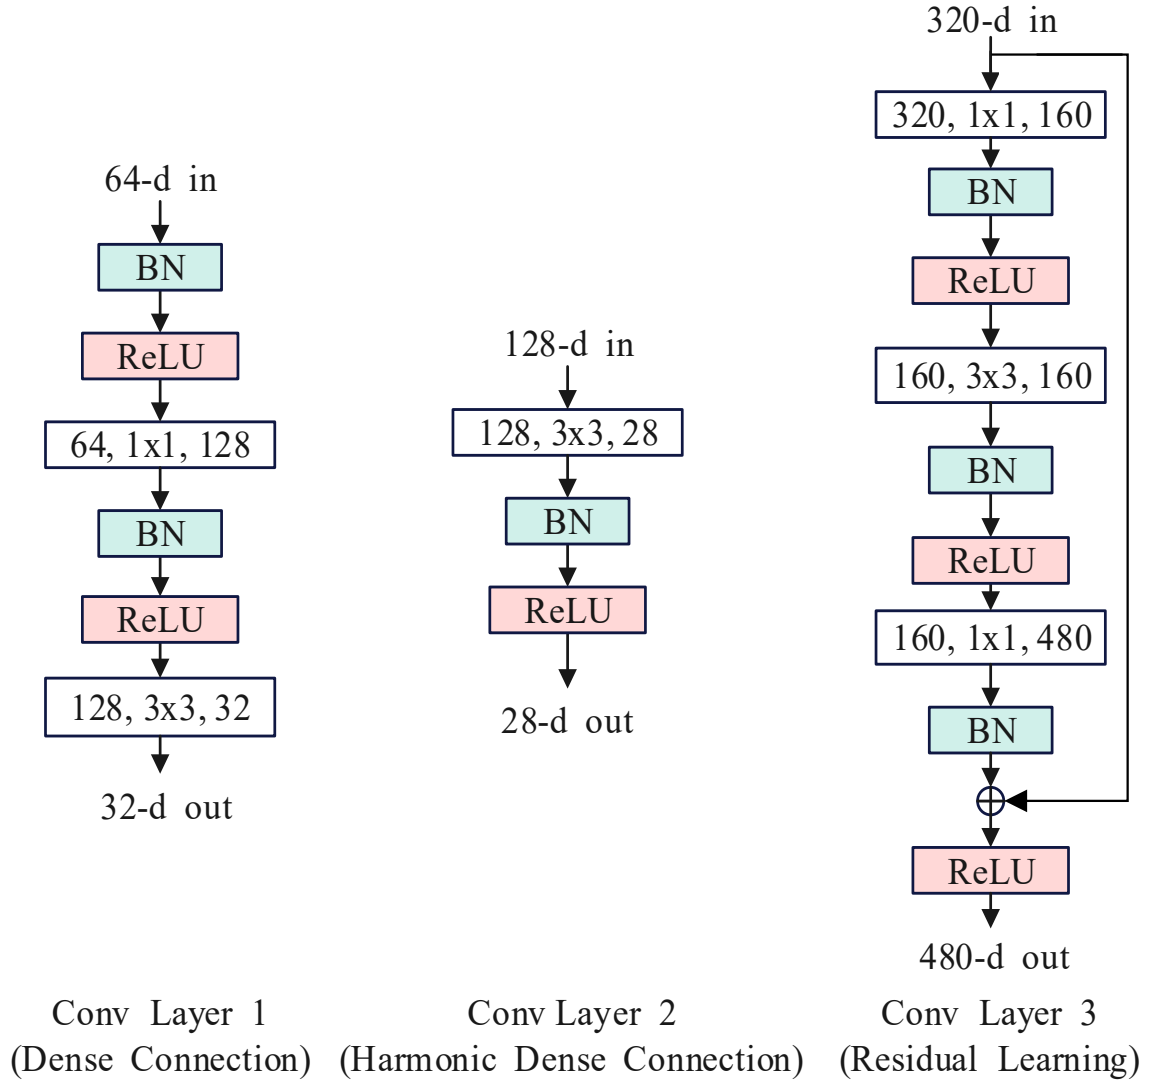 64-d in
BN
ReLU
64, 1x1, 128
BN
ReLU
128, 3x3, 32
32-d out
Conv Layer 1
(Dense Connection)
128-d in
128, 3x3, 28
BN
ReLU
28-d out
Conv Layer 2
(Harmonic Dense Connection)
320-d in
320, 1x1, 160
BN
ReLU
160, 3x3, 160
BN
ReLU
160, 1x1, 480
BN
ReLU
480-d out
Conv Layer 3
(Residual Learning)